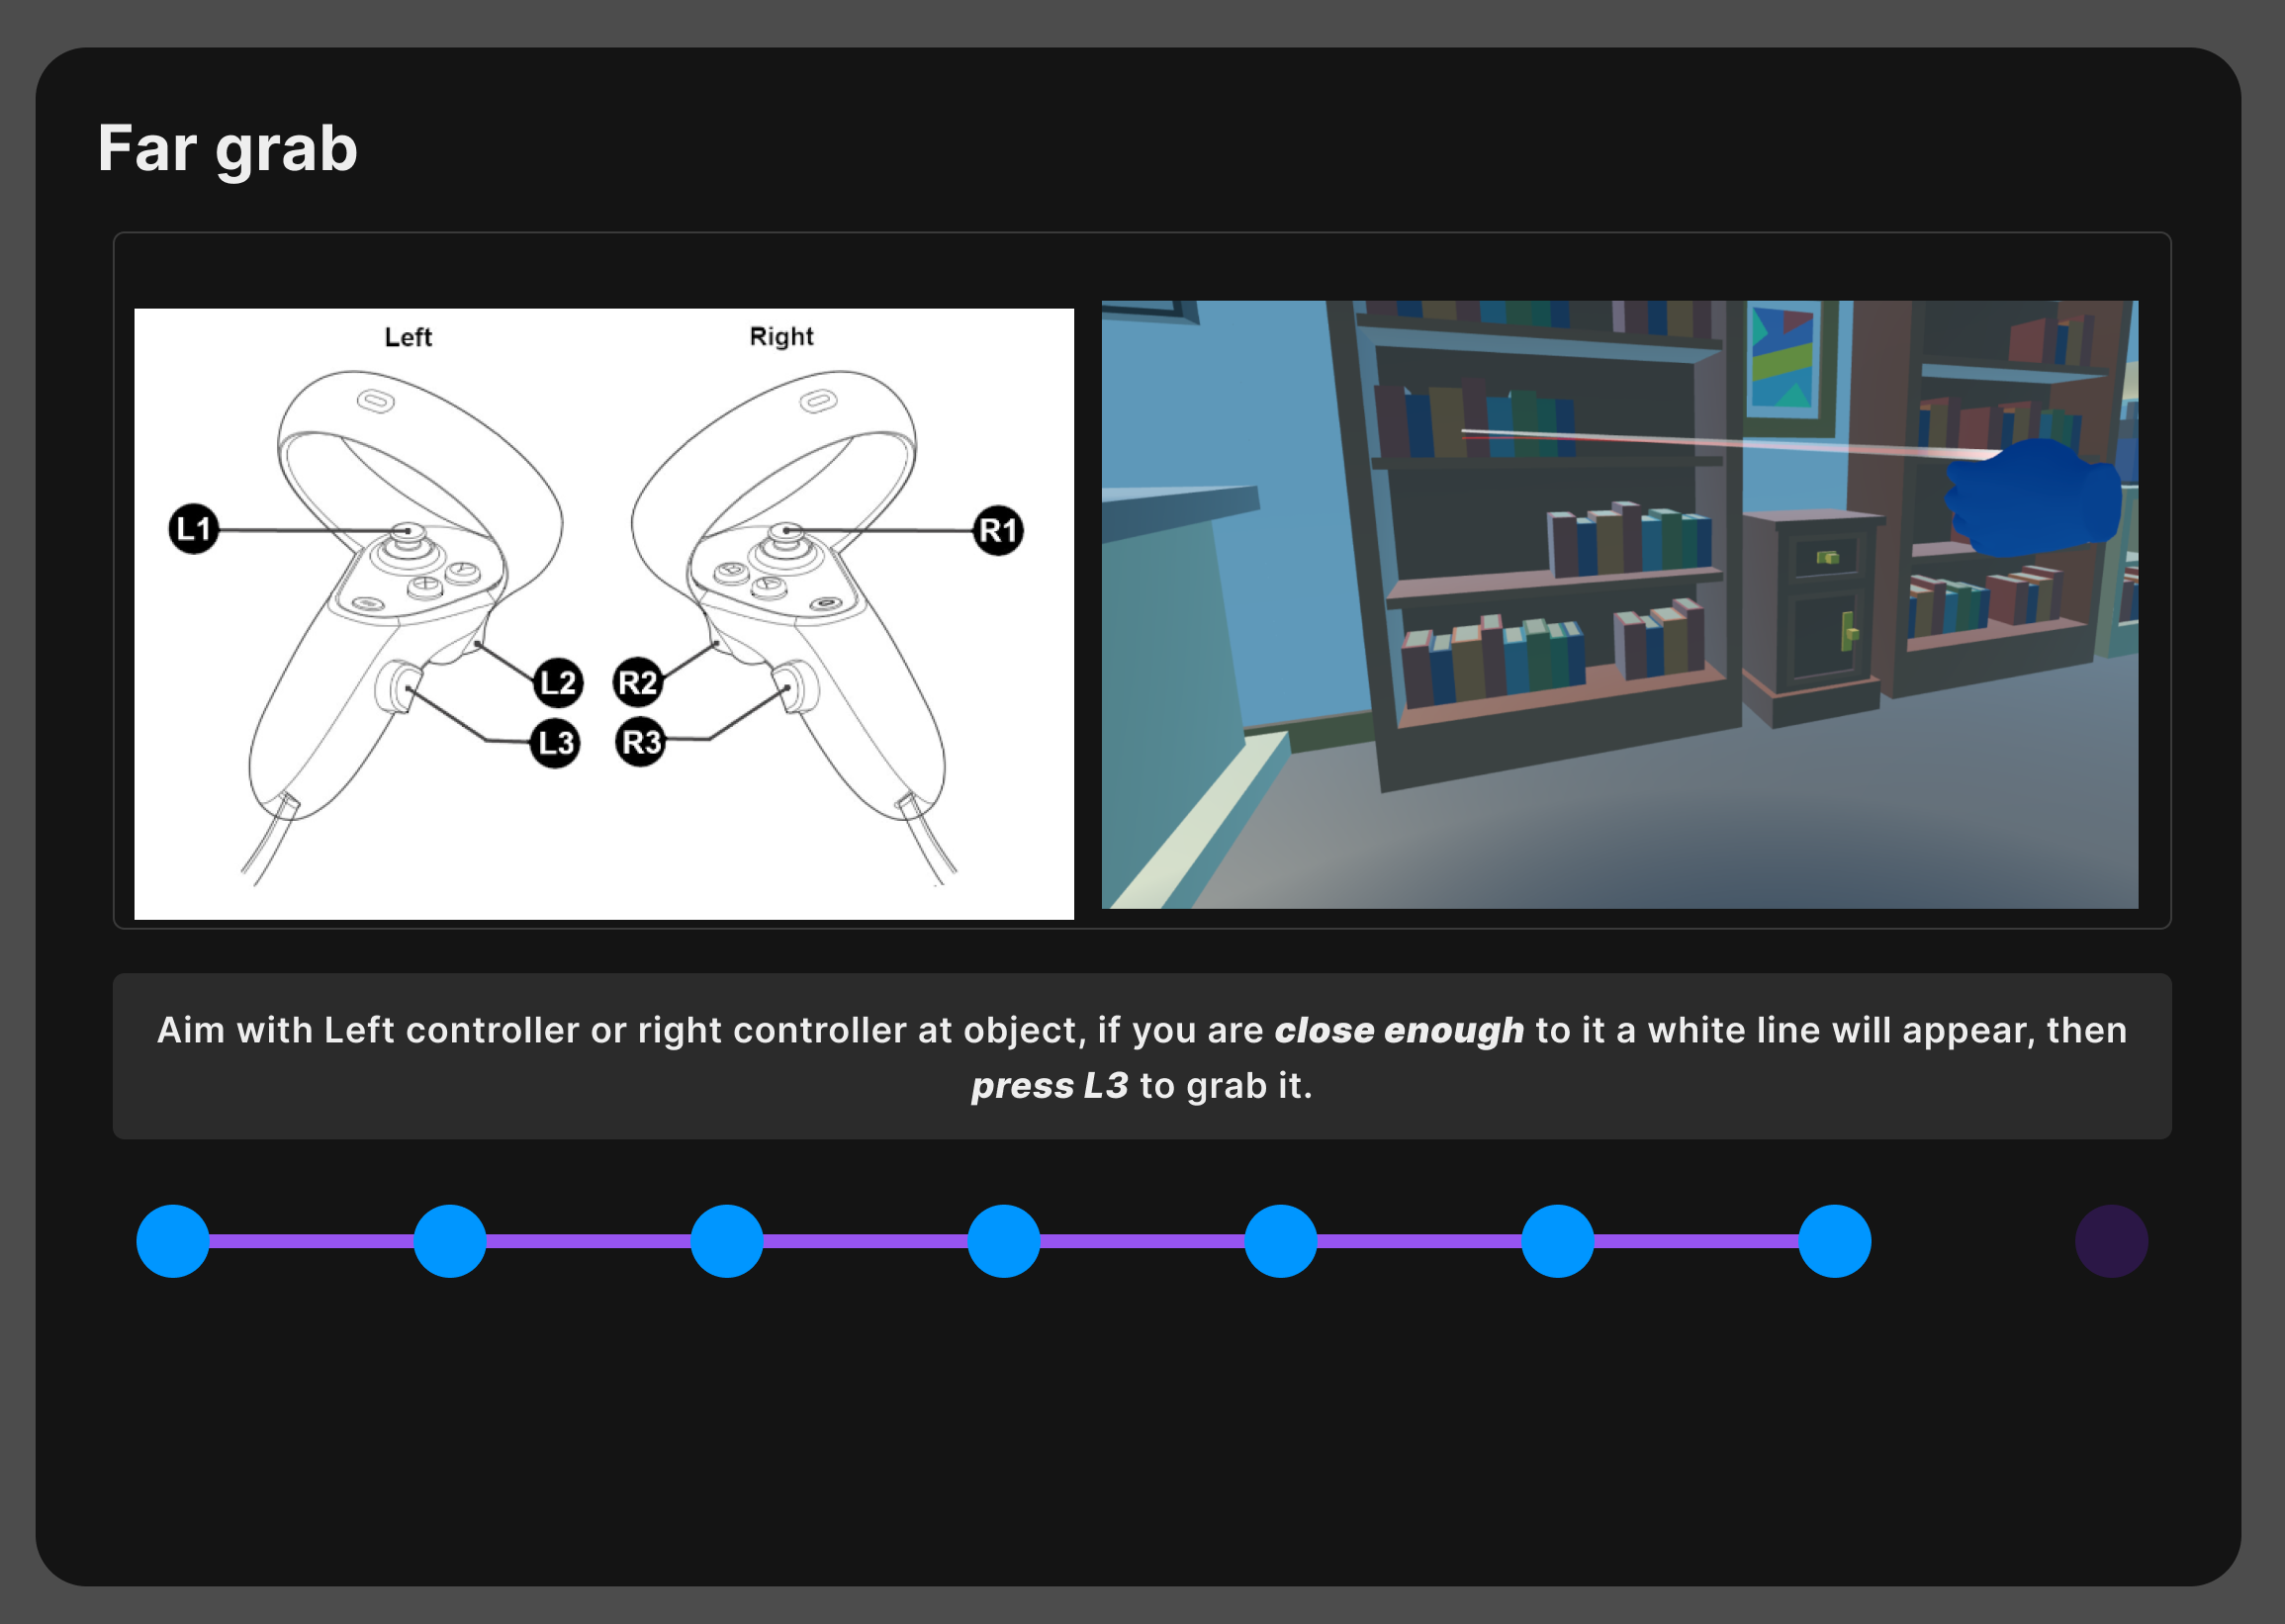 Far grab
Left
Right
L1
R1
L2
R2
L3
R3
Aim with Left controller or right controller at object, if you are close enough to it a white line will appear, then
press L3 to grab it.